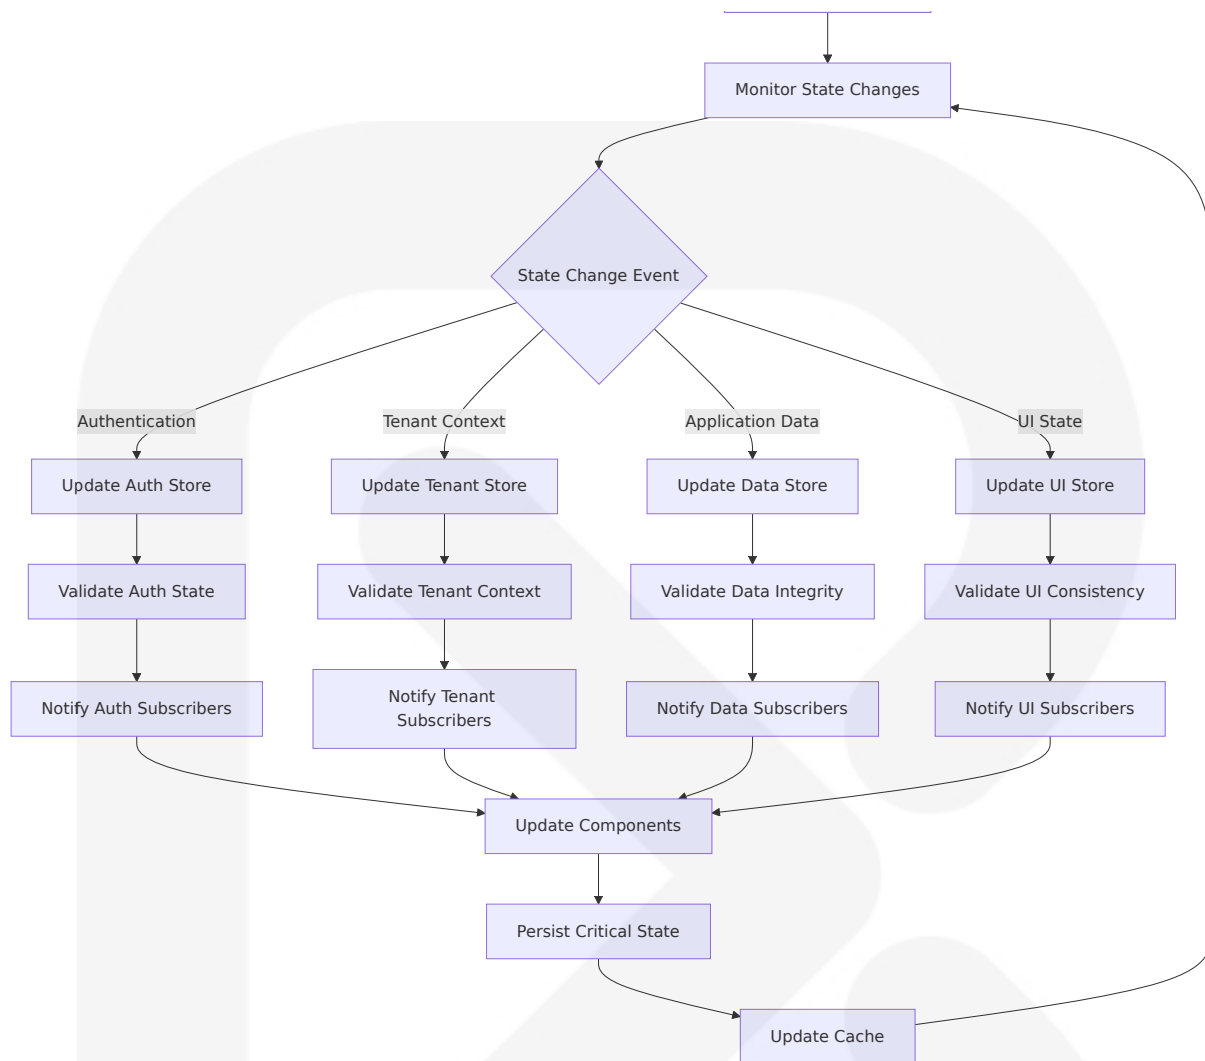 Monitor State Changes
State Change Event
Authentication
Tenant Context
Application Data
UI State
Update Auth Store
Update Tenant Store
Update Data Store
Update UI Store
Validate Auth State
Validate Tenant Context
Validate Data Integrity
Validate UI Consistency
Notify Auth Subscribers
Notify Tenant
Subscribers
Notify Data Subscribers
Notify UI Subscribers
Update Components
Persist Critical State
Update Cache